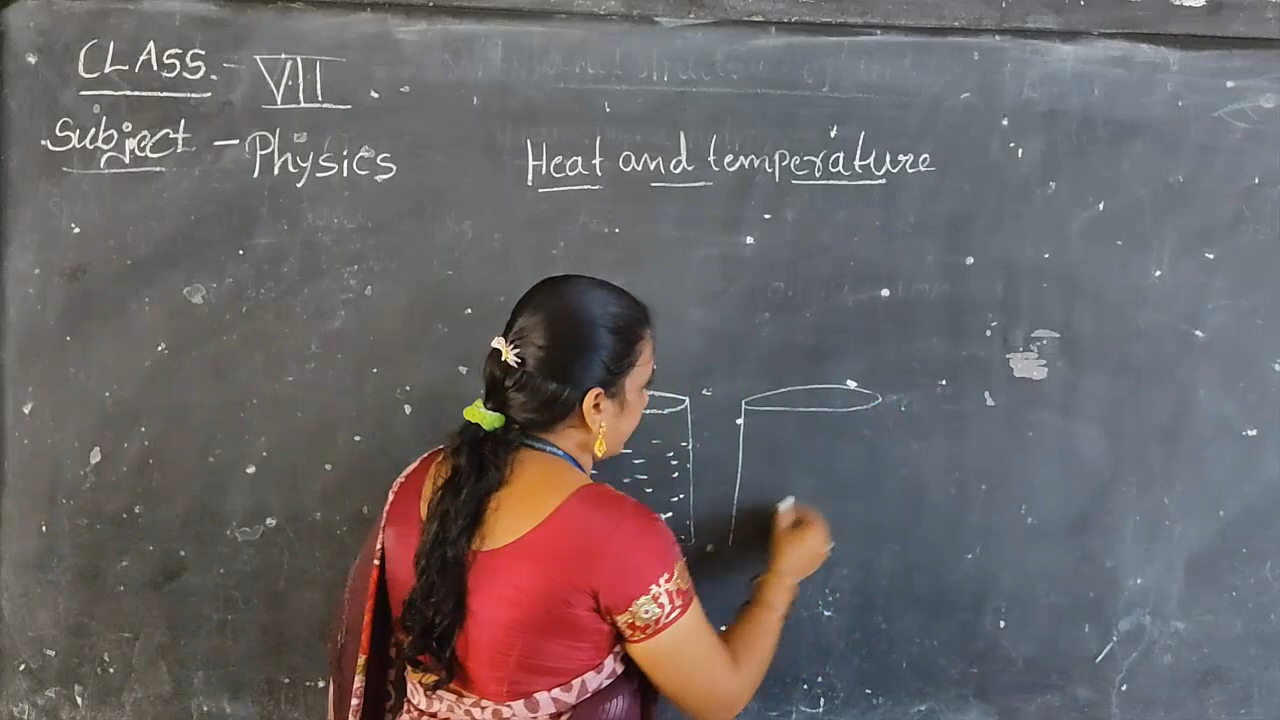 CLASS. - VII
Subject - Physics
Heat and temperature